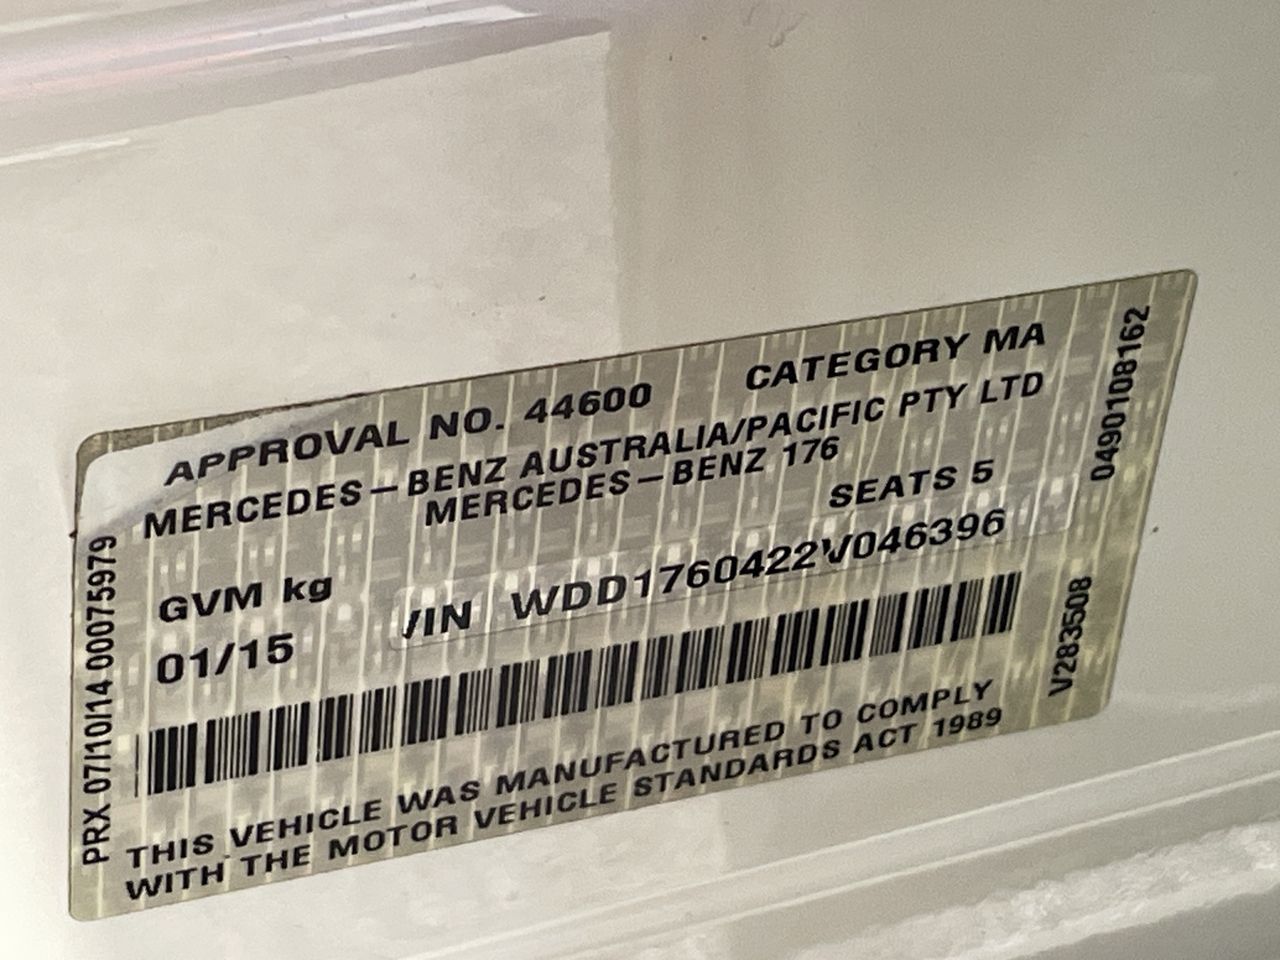 APPROVAL NO. 44600 CATEGORY MA
MERCEDES-BENZ AUSTRALIA/PACIFIC PTY LTD
MERCEDES-BENZ 176
SEATS 5
GVM kg
VIN WDD1760422V046396
01/15
THIS VEHICLE WAS MANUFACTURED TO COMPLY
WITH THE MOTOR VEHICLE STANDARDS ACT 1989
PRX 07/10/14 00075979
0490108162
V283508